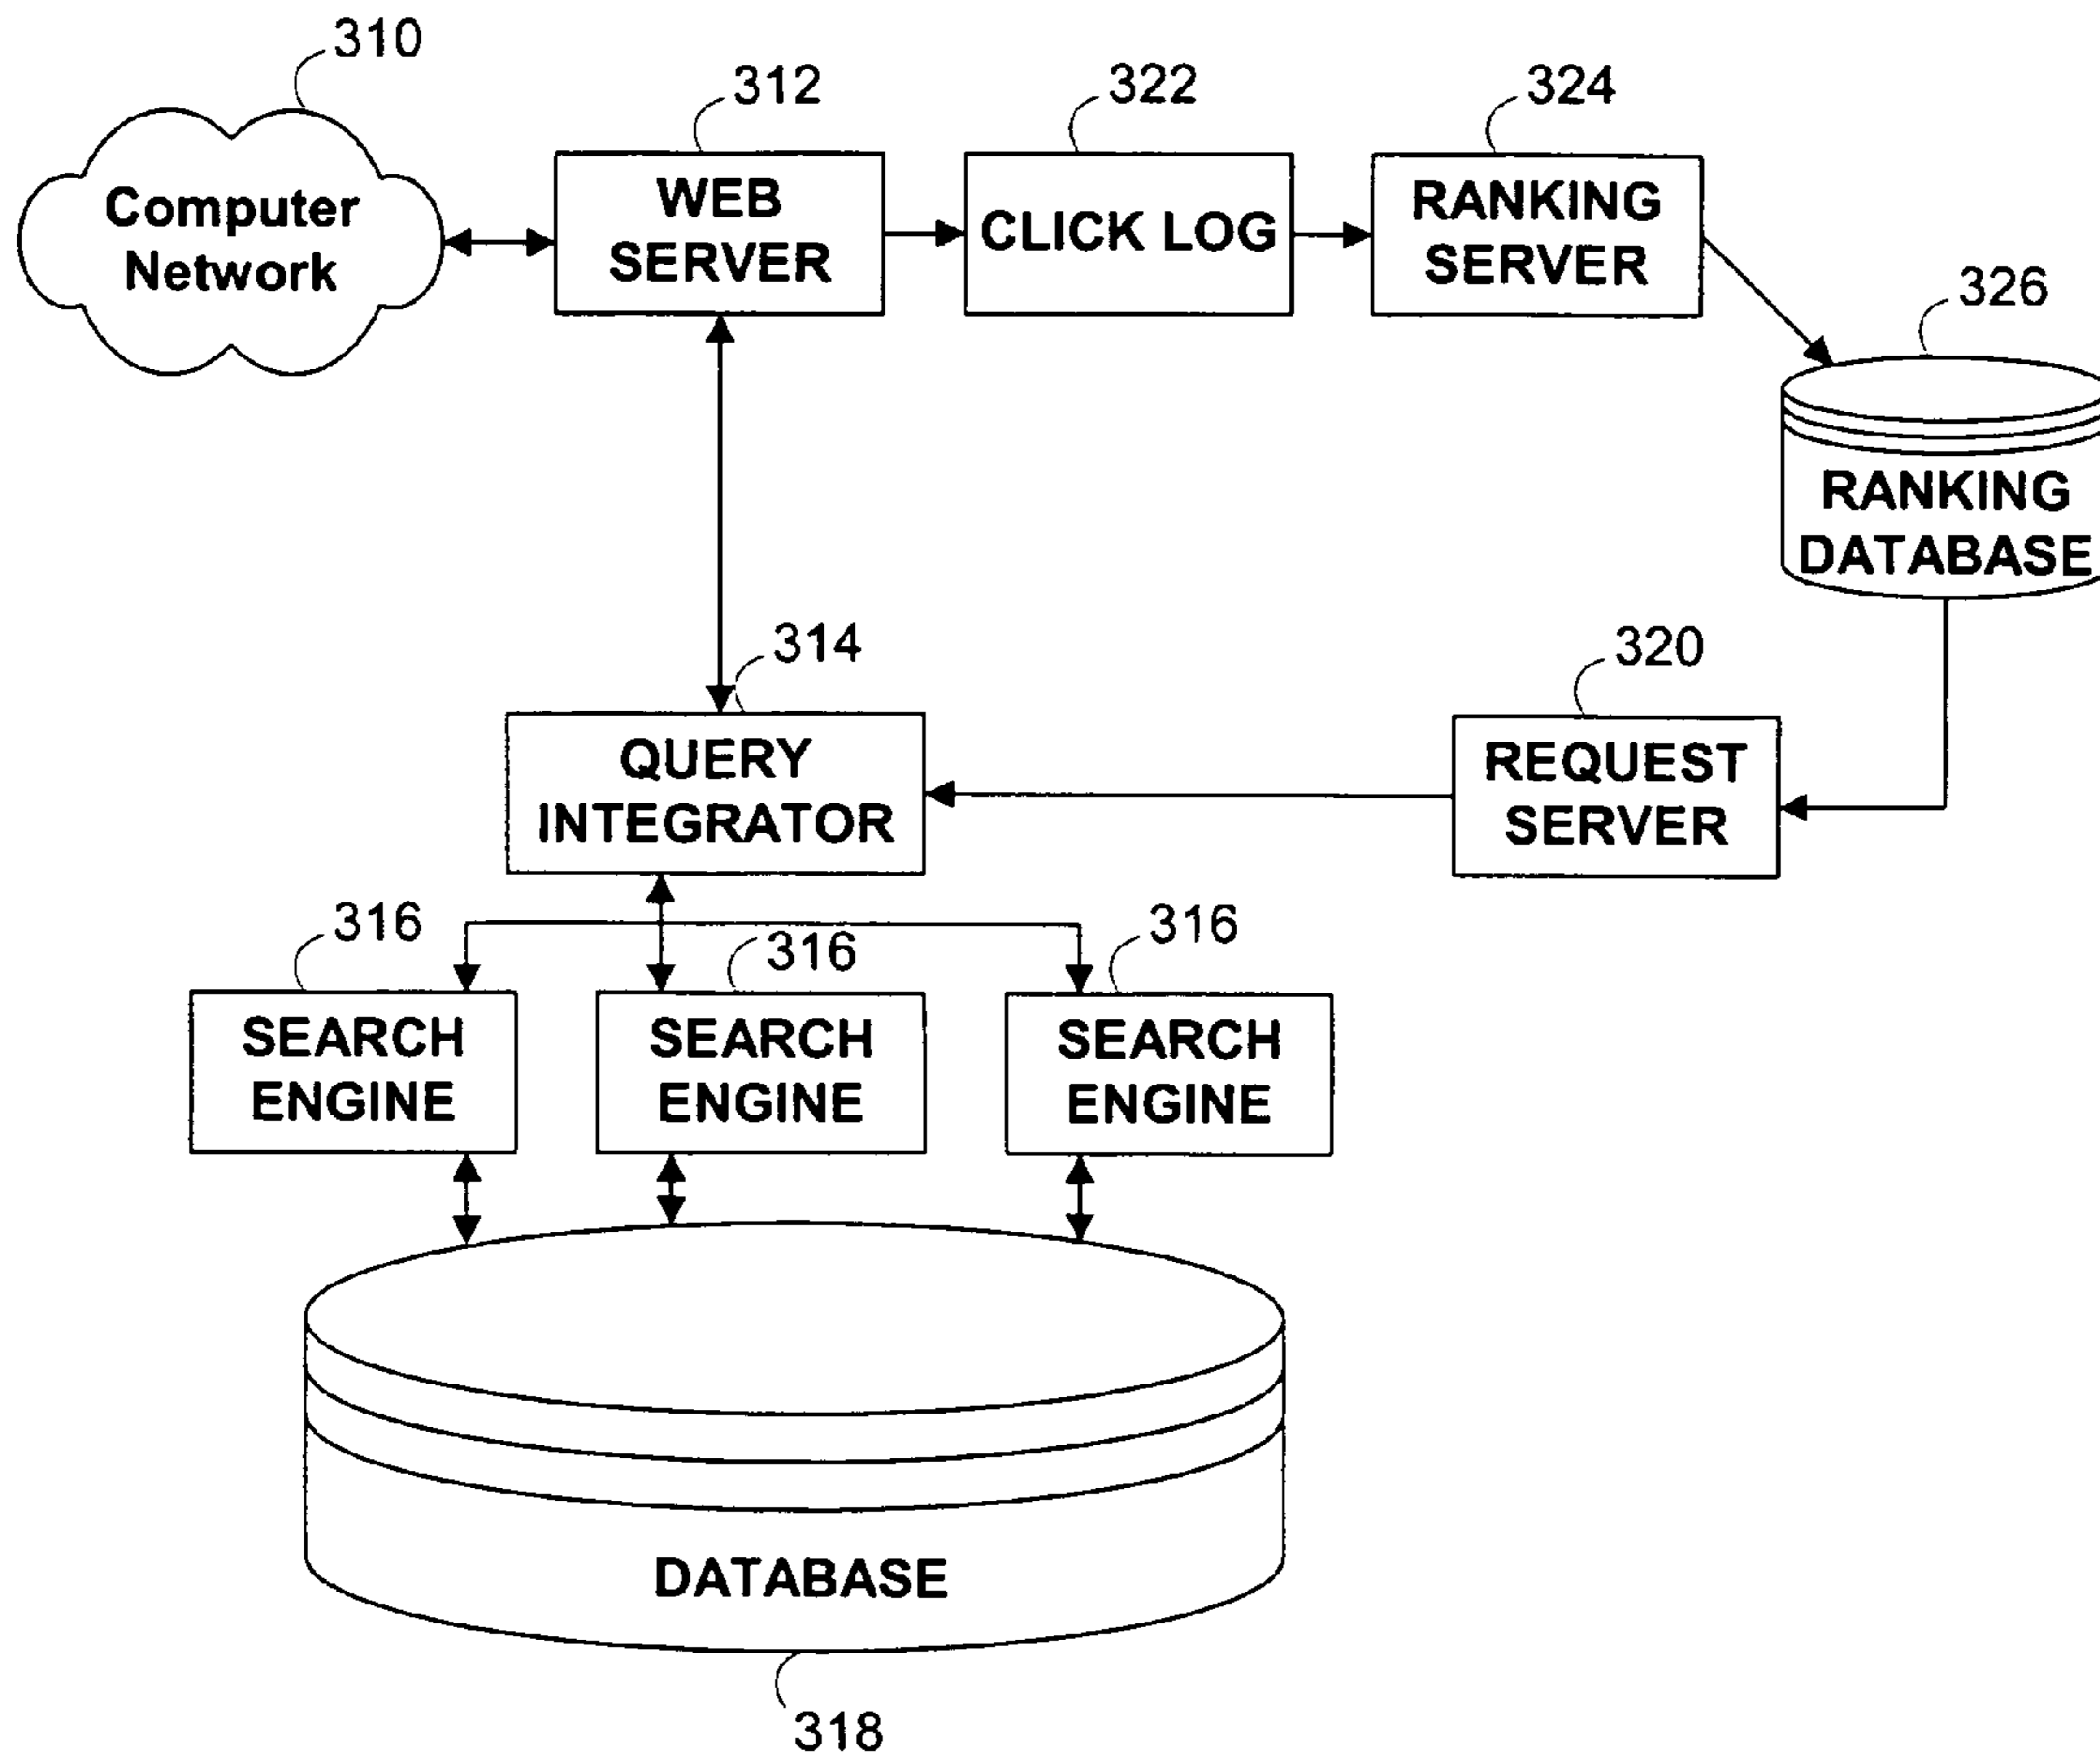 310
312
322
324
Computer
Network
WEB
SERVER
CLICK LOG
RANKING
SERVER
326
RANKING
DATABASE
314
320
QUERY
INTEGRATOR
REQUEST
SERVER
316
316
316
SEARCH
ENGINE
SEARCH
ENGINE
SEARCH
ENGINE
DATABASE
318